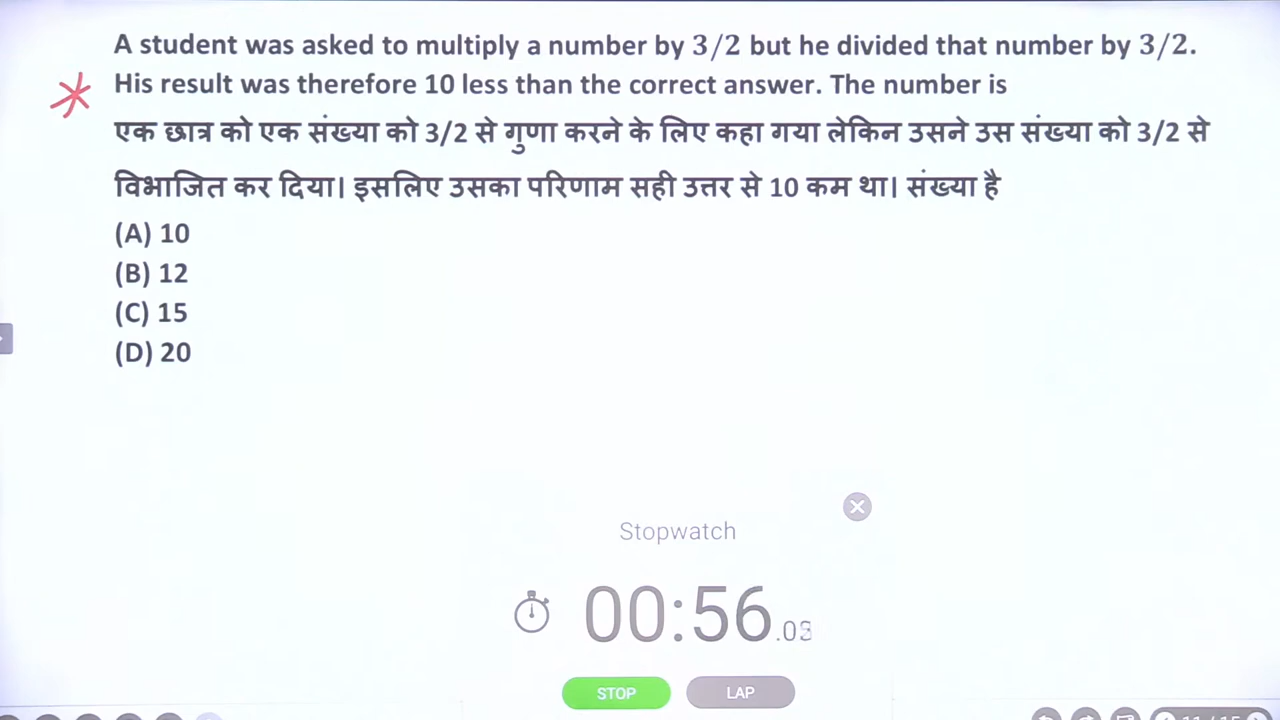 A student was asked to multiply a number by 3/2 but he divided that number by 3/2.
His result was therefore 10 less than the correct answer. The number is
एक छात्र को एक संख्या को 3/2 से गुणा करने के लिए कहा गया लेकिन उसने उस संख्या को 3/2 से
विभाजित कर दिया। इसलिए उसका परिणाम सही उत्तर से 10 कम था। संख्या है
(A) 10
(B) 12
(C) 15
(D) 20
Stopwatch
00:56
STOP LAP